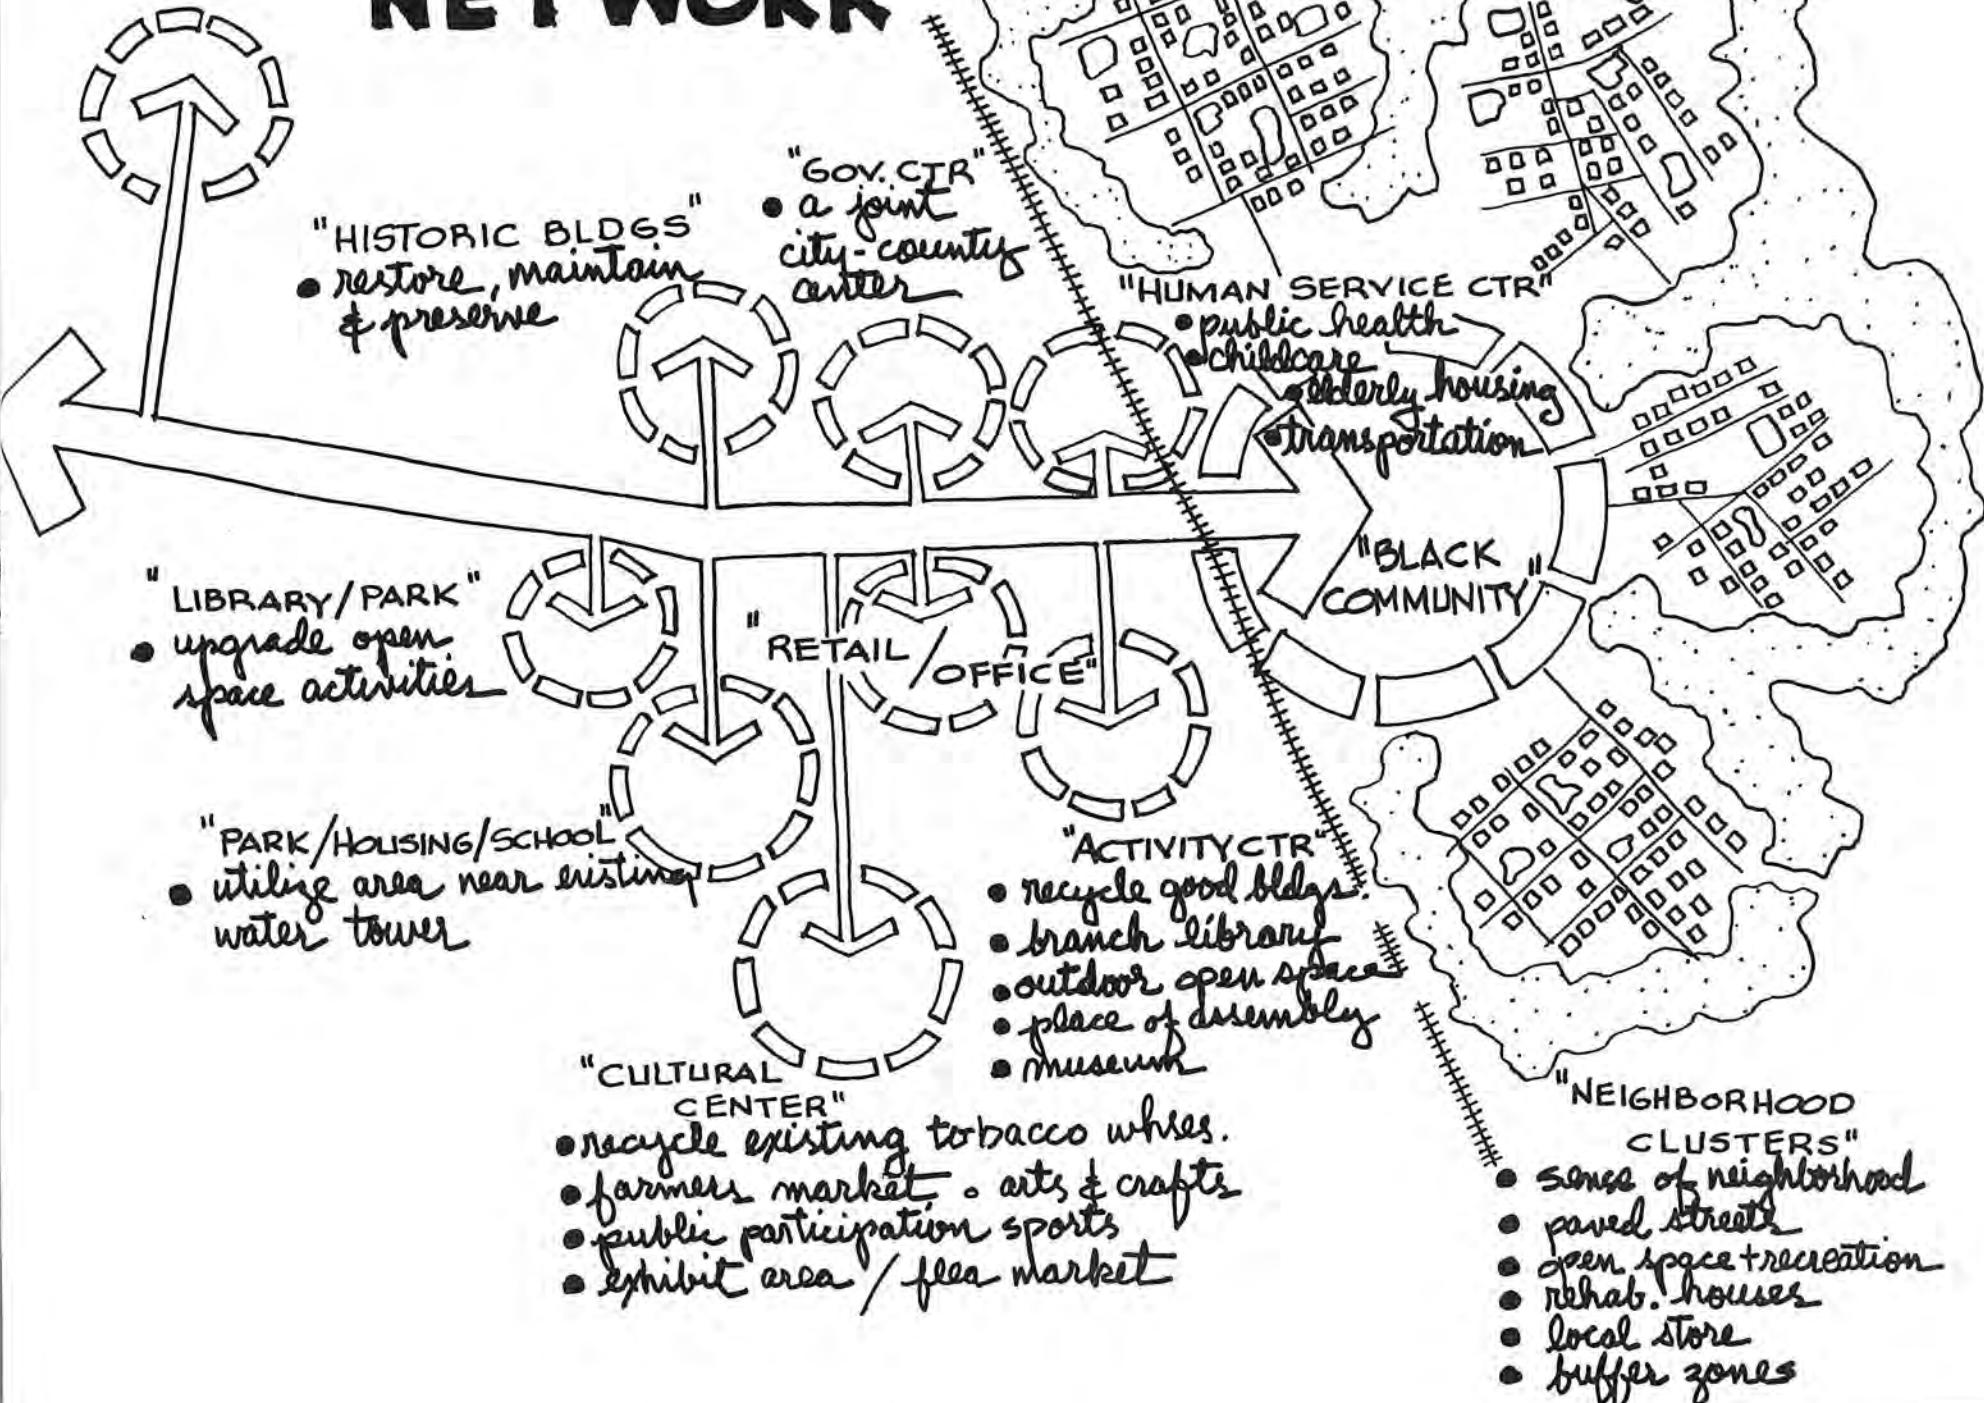 NETWORK
"GOV. CTR"
• a joint
city-county
center
"HISTORIC BLDGS"
• restore, maintain
& preserve
"HUMAN SERVICE CTR"
• public health
• childcare
• elderly housing
• transportation
"BLACK
COMMUNITY"
"LIBRARY/PARK"
• upgrade open
space activities
"RETAIL/OFFICE"
"PARK/HOUSING/SCHOOL"
• utilize area near existing
water tower
"ACTIVITY CTR"
• recycle good bldgs.
• branch library
• outdoor open space
• place of assembly
• museum
"CULTURAL
CENTER"
• recycle existing tobacco whses.
• farmers market • arts & crafts
• public participation sports
• exhibit area / flea market
"NEIGHBORHOOD
CLUSTERS"
• sense of neighborhood
• paved streets
• open space + recreation
• rehab. houses
• local store
• buffer zones